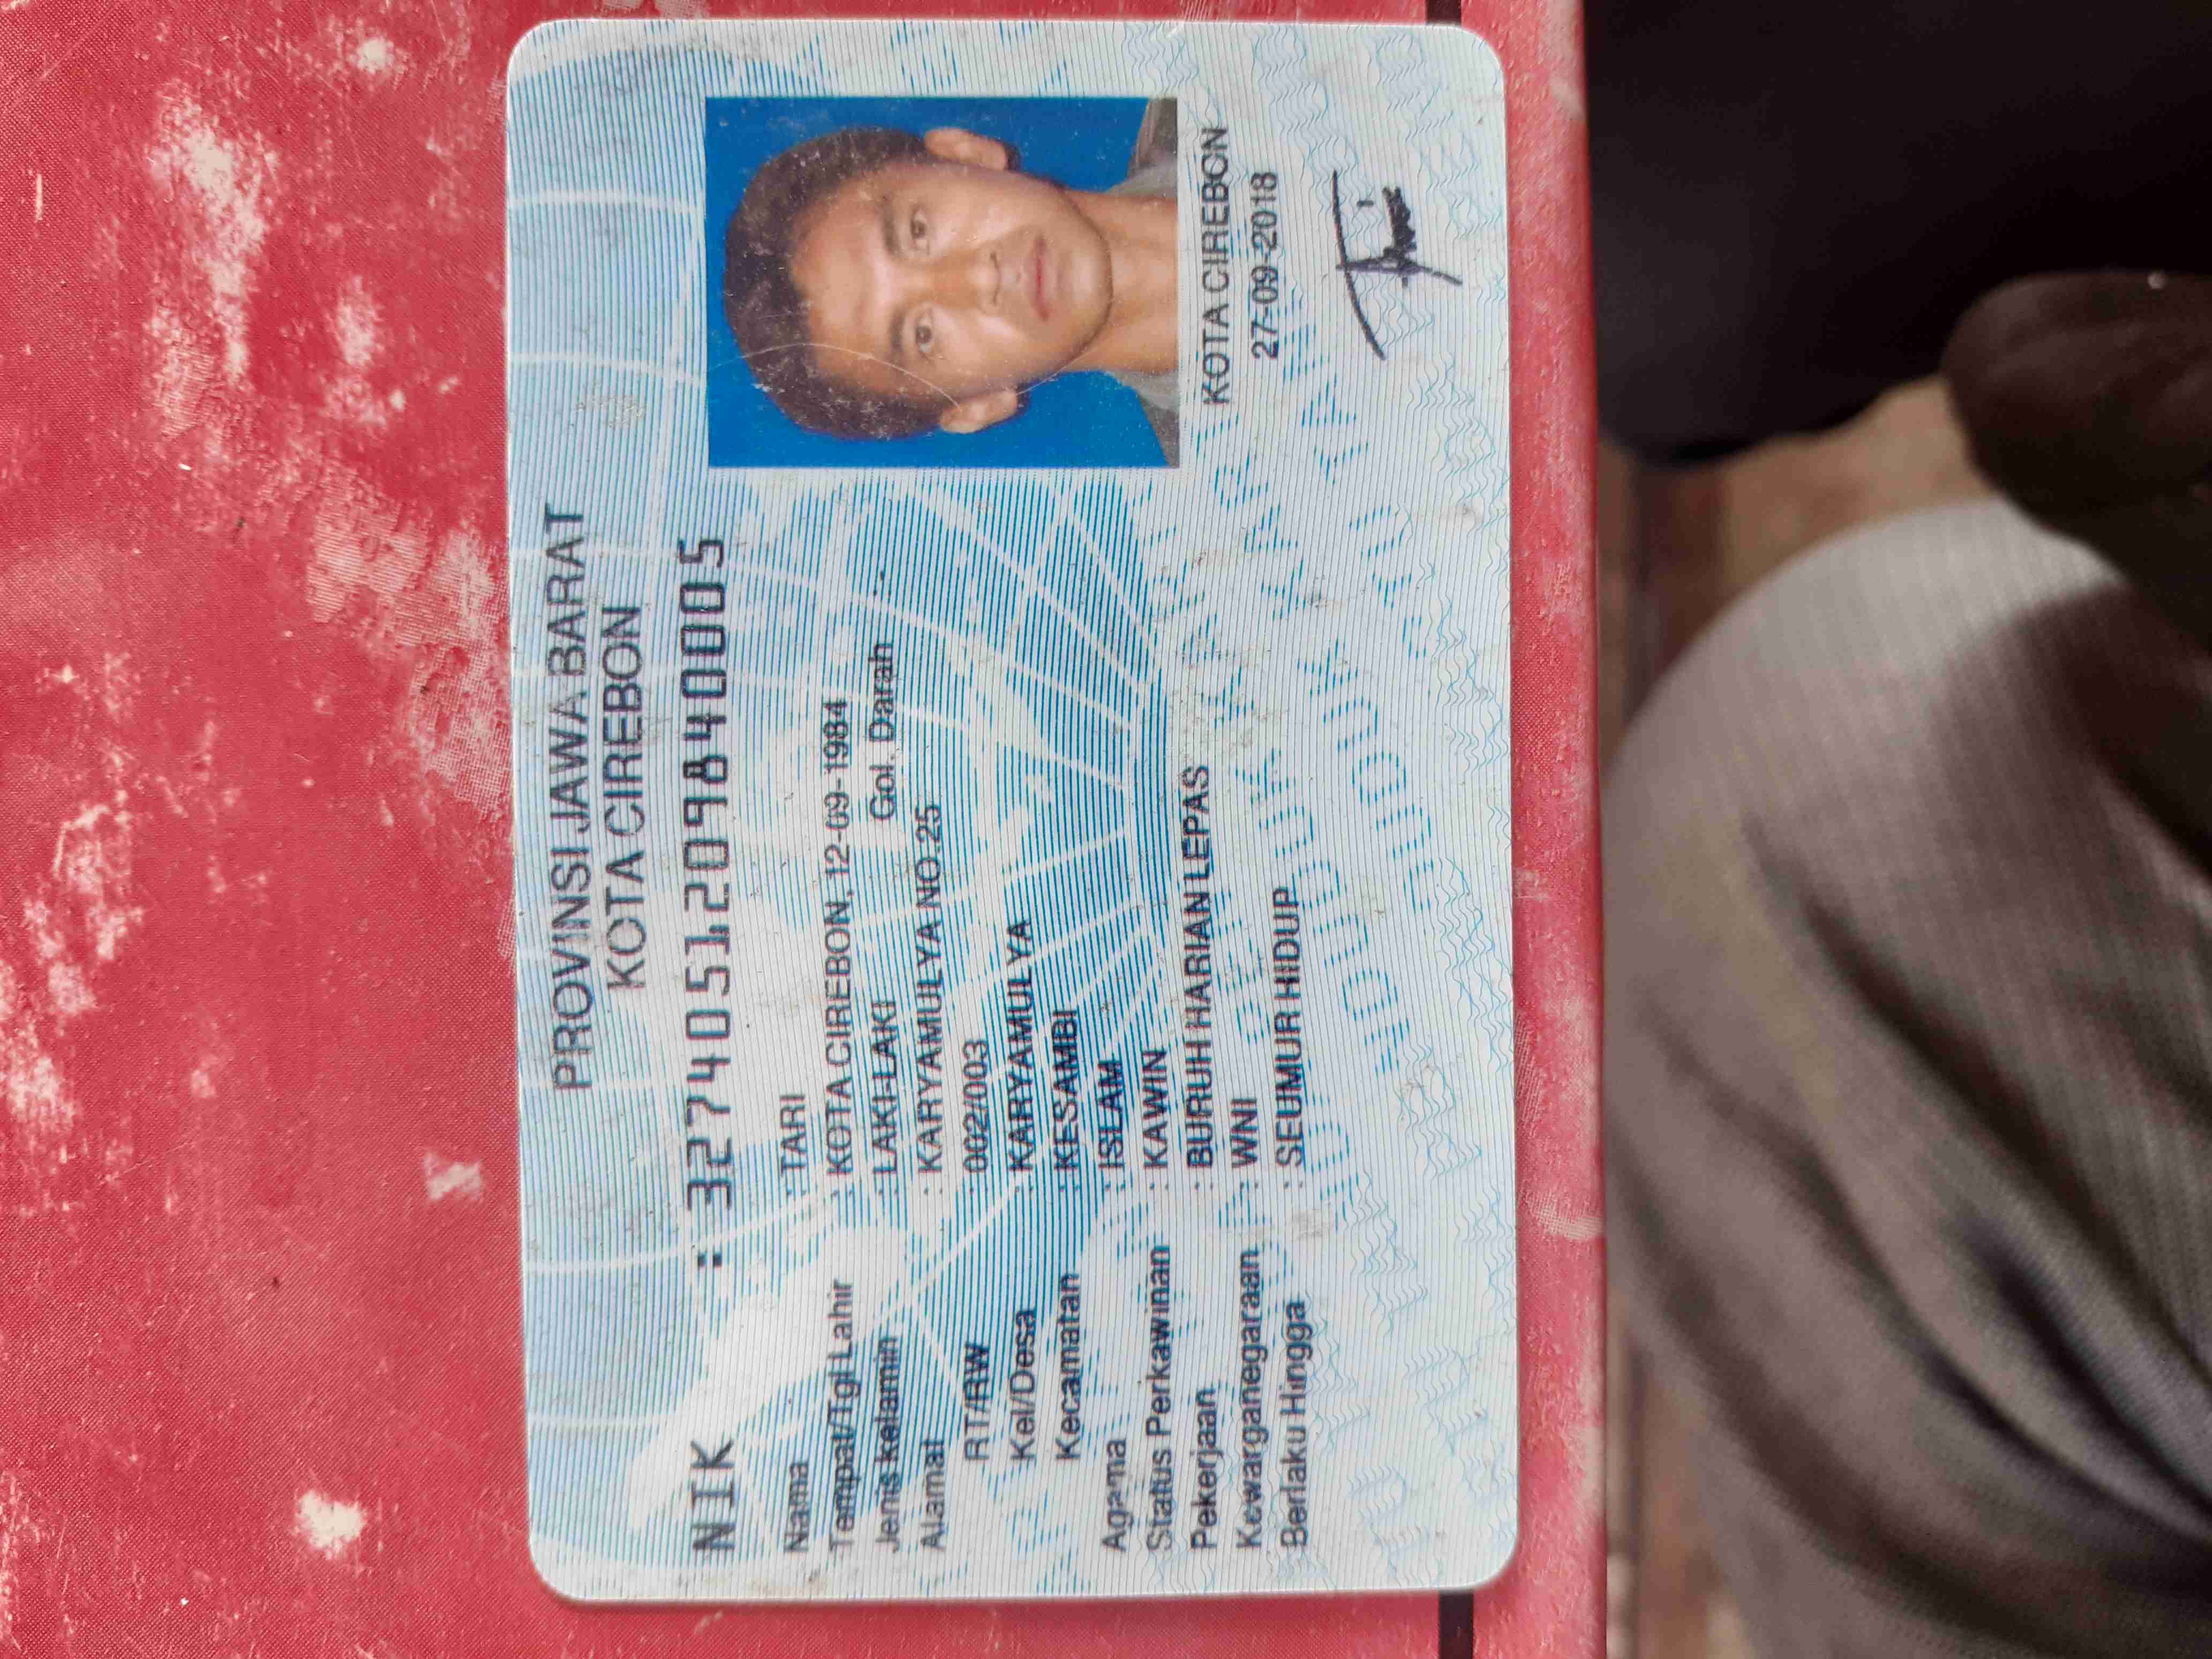 PROVINSI JAWA BARAT
KOTA CIREBON
NIK : 3274051209840005
Nama : TARI
Tempat/Tgl Lahir : KOTA CIREBON, 12-09-1984
Jenis kelamin : LAKI-LAKI Gol. Darah : -
Alamat : KARYAMULYA NO.25
RT/RW : 002/003
Kel/Desa : KARYAMULYA
Kecamatan : KESAMBI
Agama : ISLAM
Status Perkawinan : KAWIN
Pekerjaan : BURUH HARIAN LEPAS
Kewarganegaraan : WNI
Berlaku Hingga : SEUMUR HIDUP
KOTA CIREBON
27-09-2018